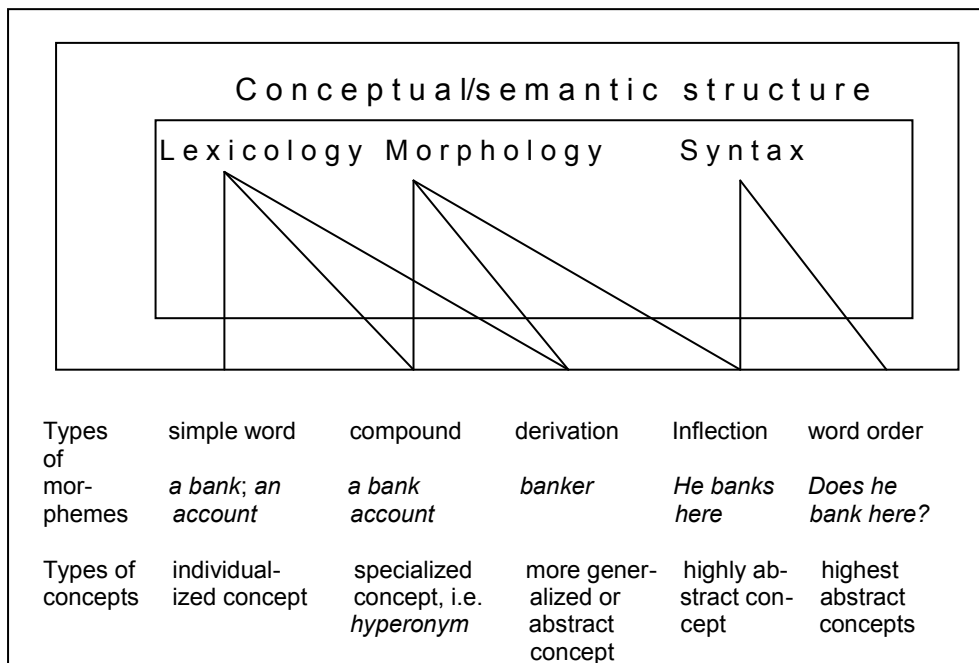 Conceptual/semantic structure
Lexicology Morphology Syntax
Types simple word compound derivation Inflection word order
of
mor- a bank; an a bank banker He banks Does he
phemes account account here bank here?
Types of individual- specialized more gener- highly ab- highest
concepts ized concept concept, i.e. alized or stract con- abstract
hyperonym abstract cept concepts
concept